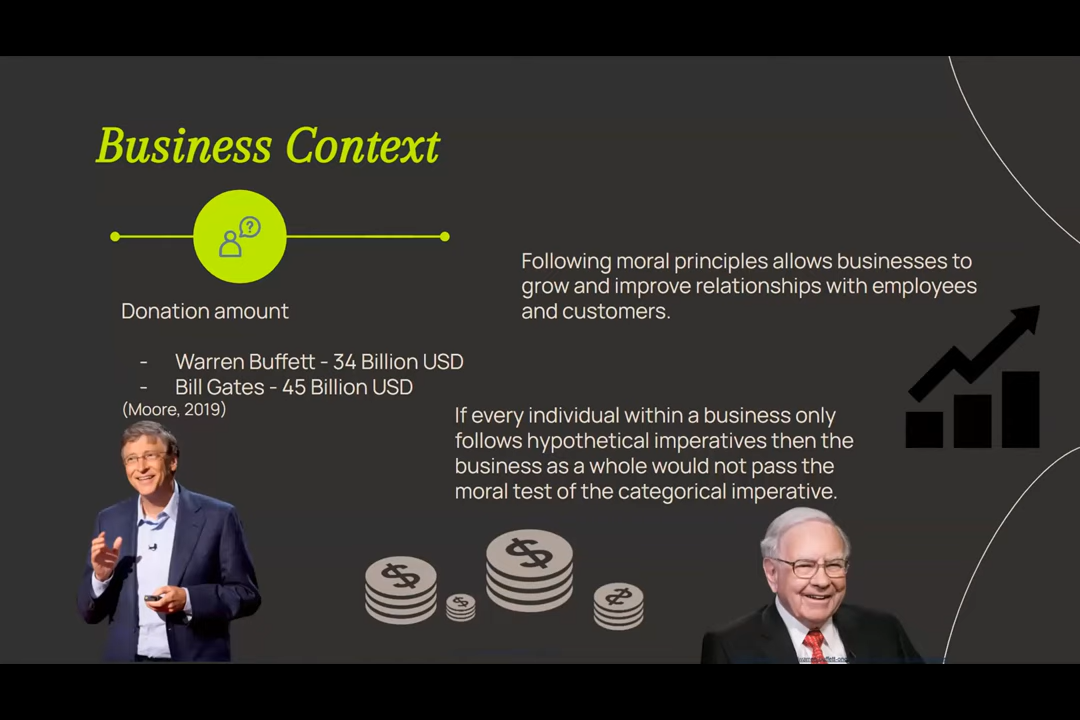 Business Context
?
Donation amount
- Warren Buffett - 34 Billion USD
- Bill Gates - 45 Billion USD
(Moore, 2019)
Following moral principles allows businesses to
grow and improve relationships with employees
and customers.
If every individual within a business only
follows hypothetical imperatives then the
business as a whole would not pass the
moral test of the categorical imperative.
$
$
$
$